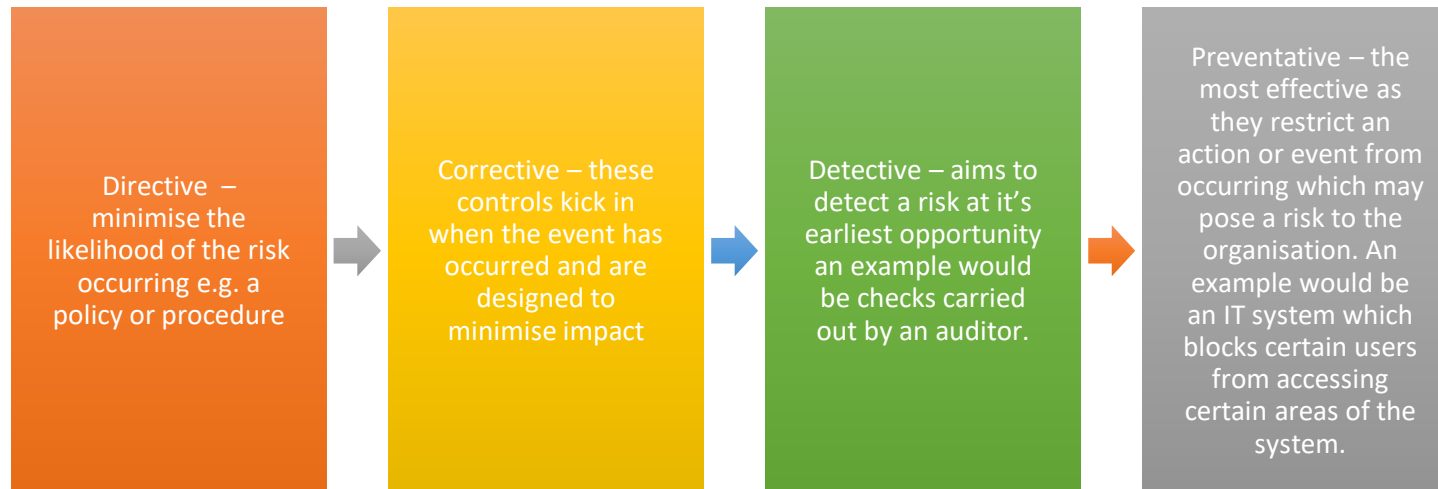 Directive –
minimise the
likelihood of the risk
occurring e.g. a
policy or procedure
Corrective – these
controls kick in
when the event has
occurred and are
designed to
minimise impact
Detective – aims to
detect a risk at it's
earliest opportunity
an example would
be checks carried
out by an auditor.
Preventative – the
most effective as
they restrict an
action or event from
occurring which may
pose a risk to the
organisation. An
example would be
an IT system which
blocks certain users
from accessing
certain areas of the
system.